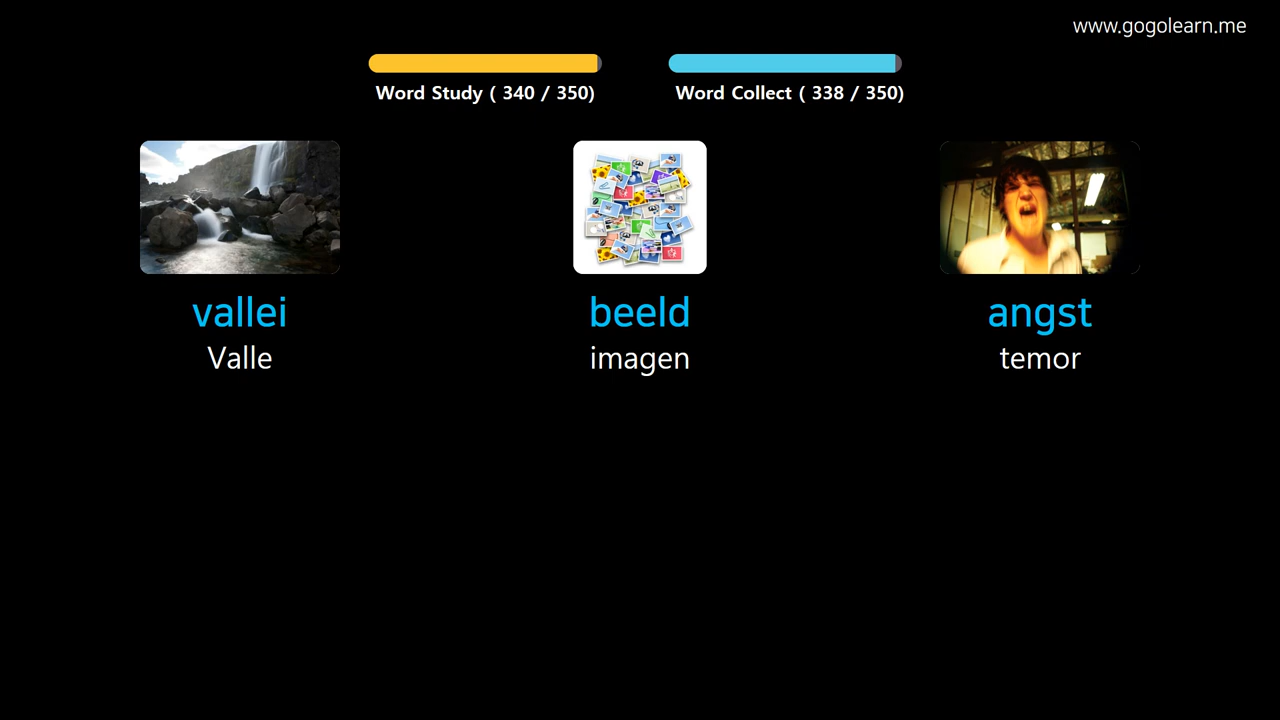 www.gogolearn.me
Word Study ( 340 / 350)
Word Collect ( 338 / 350)
vallei
Valle
beeld
imagen
angst
temor